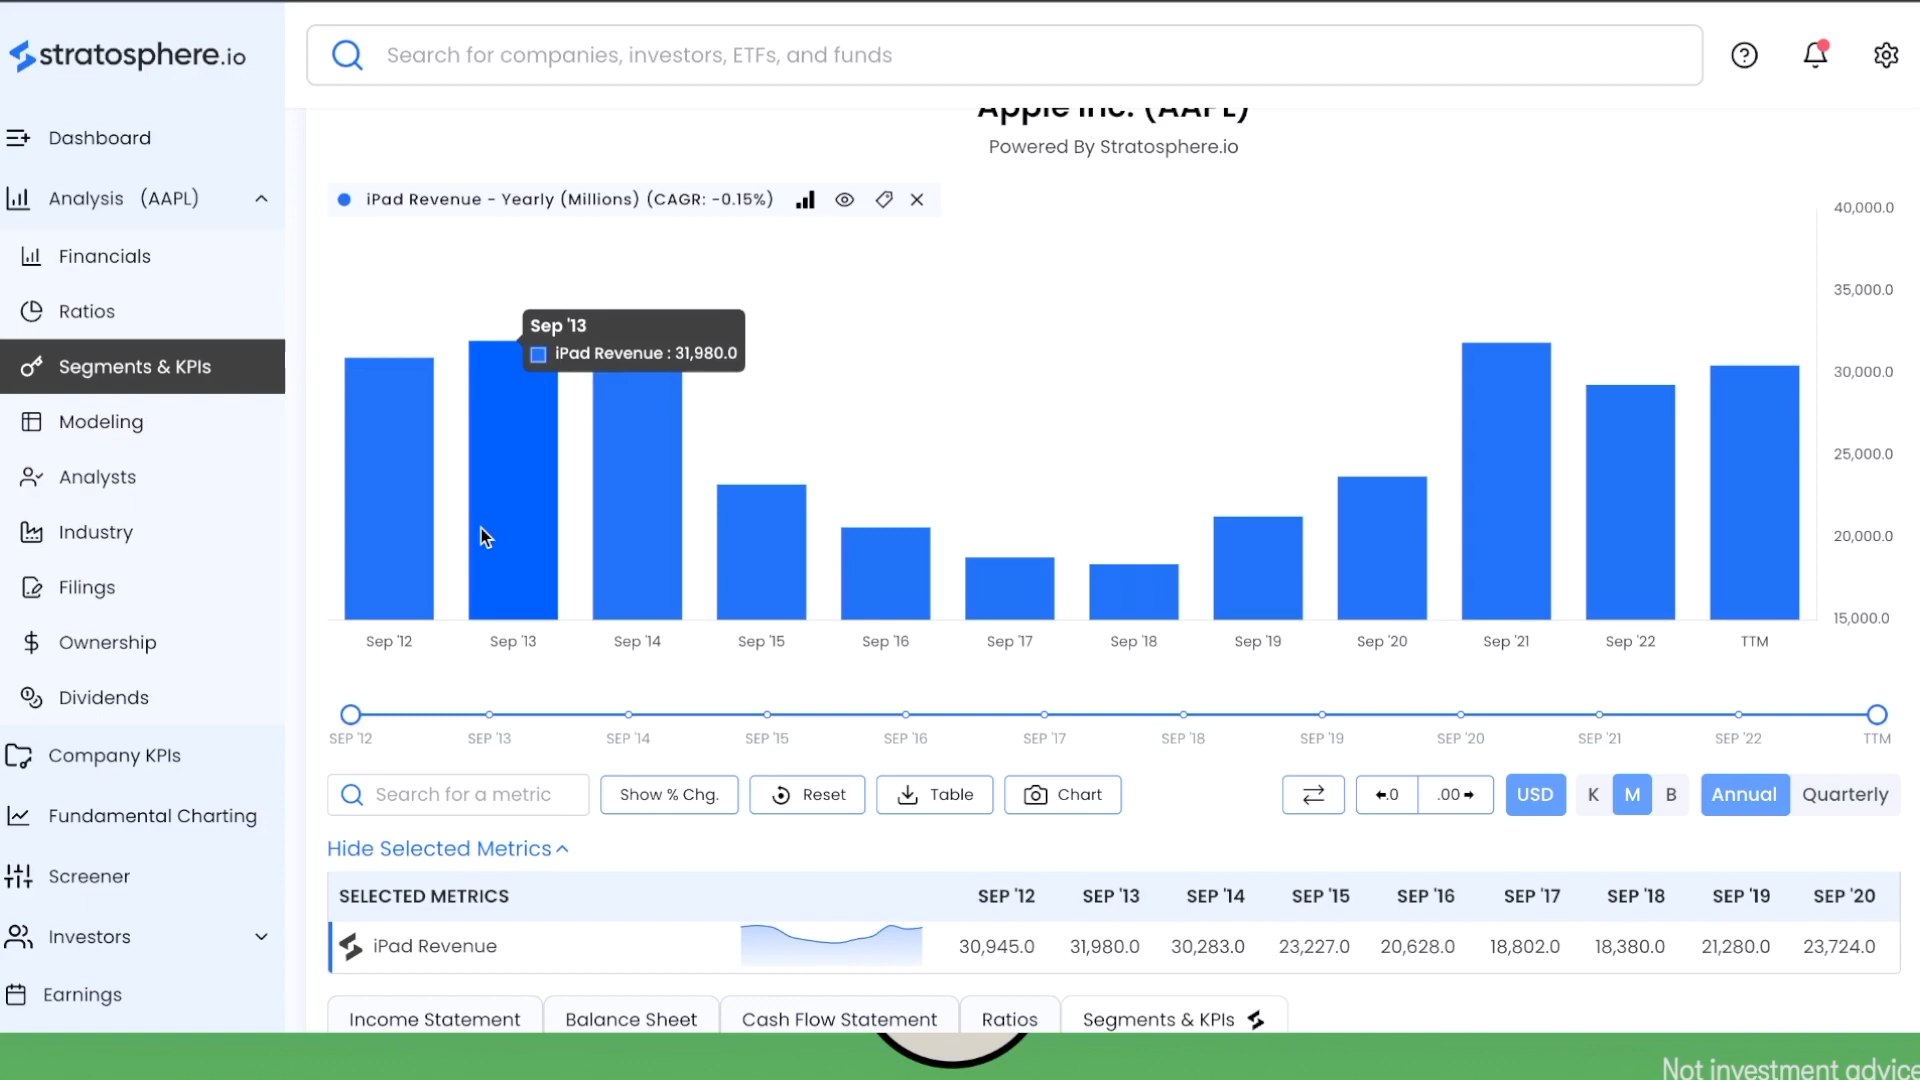 stratosphere.io
Search for companies, investors, ETFs, and funds
Apple Inc. (AAPL)
Powered By Stratosphere.io
Dashboard
Analysis (AAPL)
Financials
Ratios
Segments & KPIs
Modeling
Analysts
Industry
Filings
Ownership
Dividends
Company KPIs
Fundamental Charting
Screener
Investors
Earnings
iPad Revenue - Yearly (Millions) (CAGR: -0.15%)
Sep '13
iPad Revenue : 31,980.0
40,000.0
35,000.0
30,000.0
25,000.0
20,000.0
15,000.0
Sep '12 Sep '13 Sep '14 Sep '15 Sep '16 Sep '17 Sep '18 Sep '19 Sep '20 Sep '21 Sep '22 TTM
SEP '12 SEP '13 SEP '14 SEP '15 SEP '16 SEP '17 SEP '18 SEP '19 SEP '20 SEP '21 SEP '22 TTM
Search for a metric Show % Chg. Reset Table Chart .0 .00 USD K M B Annual Quarterly
Hide Selected Metrics
SELECTED METRICS SEP '12 SEP '13 SEP '14 SEP '15 SEP '16 SEP '17 SEP '18 SEP '19 SEP '20
iPad Revenue 30,945.0 31,980.0 30,283.0 23,227.0 20,628.0 18,802.0 18,380.0 21,280.0 23,724.0
Income Statement Balance Sheet Cash Flow Statement Ratios Segments & KPIs
Not investment advice